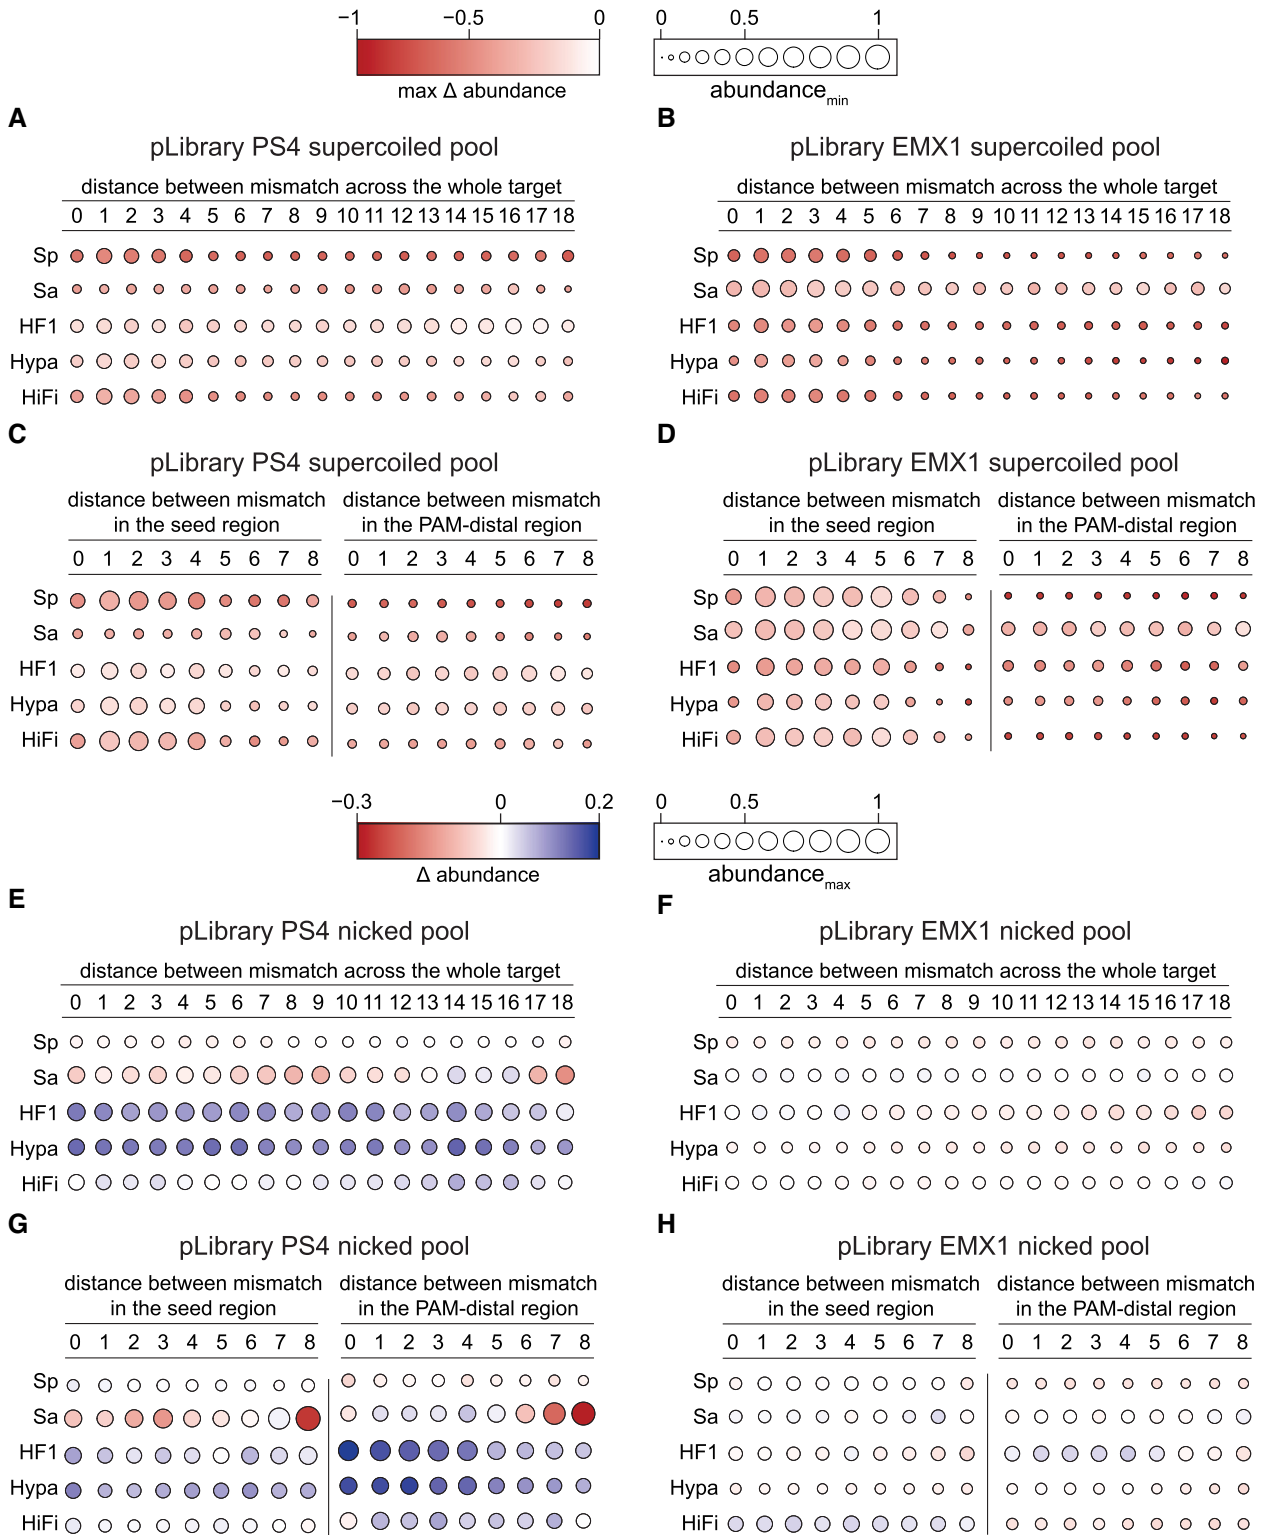 −1 −0.5 0
max Δ abundance
0 0.5 1
abundancemin
A
pLibrary PS4 supercoiled pool
distance between mismatch across the whole target
0 1 2 3 4 5 6 7 8 9 10 11 12 13 14 15 16 17 18
Sp
Sa
HF1
Hypa
HiFi
B
pLibrary EMX1 supercoiled pool
distance between mismatch across the whole target
0 1 2 3 4 5 6 7 8 9 10 11 12 13 14 15 16 17 18
Sp
Sa
HF1
Hypa
HiFi
C
pLibrary PS4 supercoiled pool
distance between mismatch
in the seed region
distance between mismatch
in the PAM-distal region
0 1 2 3 4 5 6 7 8
0 1 2 3 4 5 6 7 8
Sp
Sa
HF1
Hypa
HiFi
D
pLibrary EMX1 supercoiled pool
distance between mismatch
in the seed region
distance between mismatch
in the PAM-distal region
0 1 2 3 4 5 6 7 8
0 1 2 3 4 5 6 7 8
Sp
Sa
HF1
Hypa
HiFi
−0.3 0 0.2
Δ abundance
0 0.5 1
abundancemax
E
pLibrary PS4 nicked pool
distance between mismatch across the whole target
0 1 2 3 4 5 6 7 8 9 10 11 12 13 14 15 16 17 18
Sp
Sa
HF1
Hypa
HiFi
F
pLibrary EMX1 nicked pool
distance between mismatch across the whole target
0 1 2 3 4 5 6 7 8 9 10 11 12 13 14 15 16 17 18
Sp
Sa
HF1
Hypa
HiFi
G
pLibrary PS4 nicked pool
distance between mismatch
in the seed region
distance between mismatch
in the PAM-distal region
0 1 2 3 4 5 6 7 8
0 1 2 3 4 5 6 7 8
Sp
Sa
HF1
Hypa
HiFi
H
pLibrary EMX1 nicked pool
distance between mismatch
in the seed region
distance between mismatch
in the PAM-distal region
0 1 2 3 4 5 6 7 8
0 1 2 3 4 5 6 7 8
Sp
Sa
HF1
Hypa
HiFi